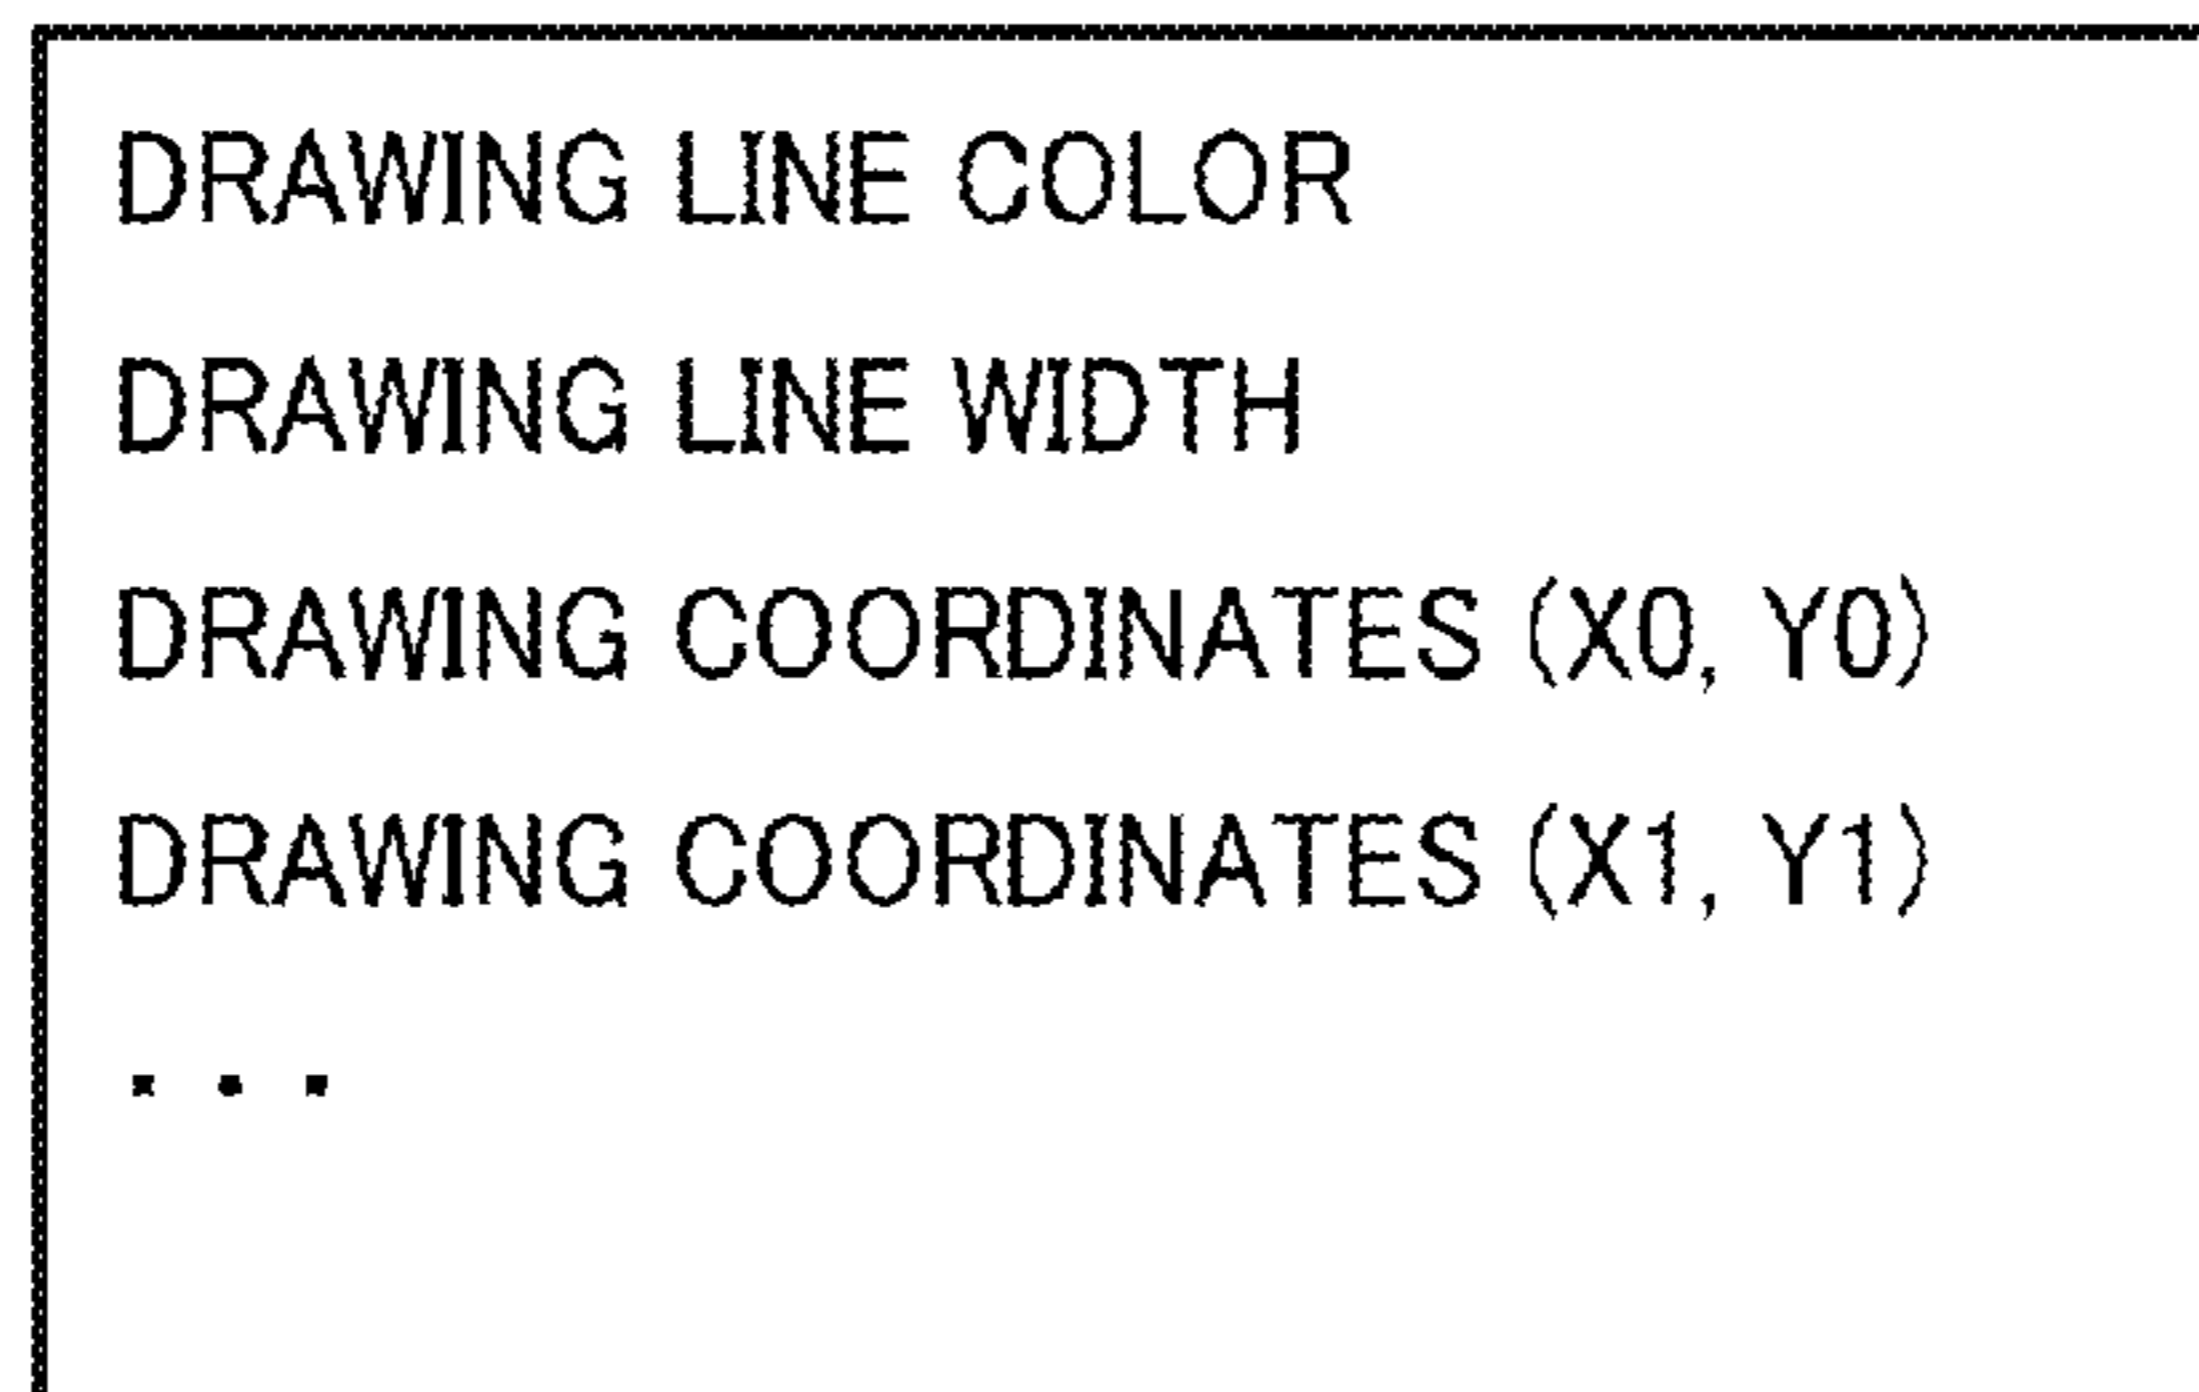 DRAWING LINE COLOR
DRAWING LINE WIDTH
DRAWING COORDINATES (X0, Y0)
DRAWING COORDINATES (X1, Y1)
...